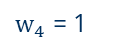 w₄ = 1